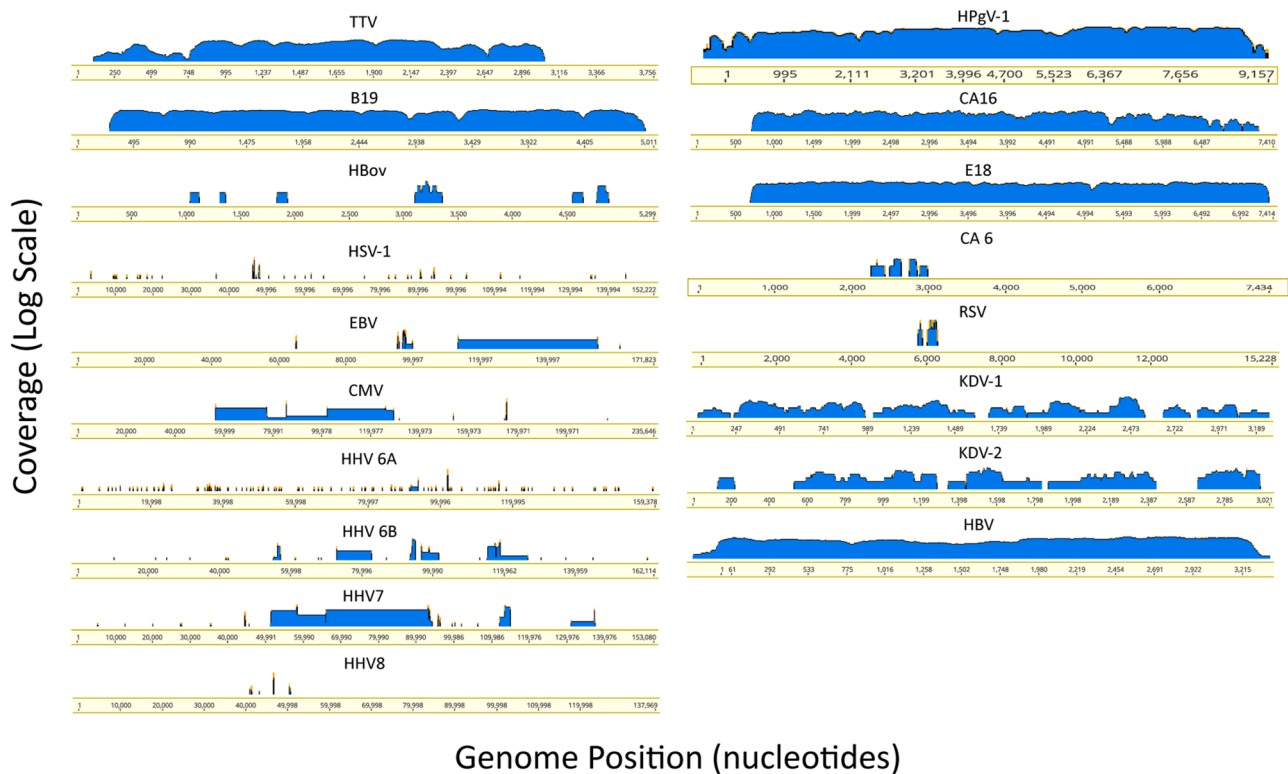 TTV
1 250 499 748 995 1,237 1,487 1,655 1,900 2,147 2,397 2,647 2,896 3,116 3,366 3,756
B19
1 495 990 1,475 1,958 2,444 2,938 3,429 3,922 4,405 5,011
HBov
1 500 1,000 1,500 2,000 2,500 3,000 3,500 4,000 4,500 5,299
HSV-1
1 10,000 20,000 30,000 40,000 49,996 59,996 69,996 79,996 89,996 99,994 109,994 119,994 129,994 139,994 152,222
EBV
1 20,000 40,000 60,000 80,000 99,997 119,997 139,997 171,823
CMV
1 20,000 40,000 59,999 79,991 99,978 119,977 139,973 159,973 179,971 199,971 235,646
HHV 6A
1 19,998 39,998 59,998 79,997 99,996 119,995 159,378
HHV 6B
1 20,000 40,000 59,998 79,996 99,990 119,962 139,959 162,114
HHV7
1 10,000 20,000 30,000 40,000 49,991 59,990 69,990 79,990 89,990 99,986 109,986 119,976 129,976 139,976 153,080
HHV8
1 10,000 20,000 30,000 40,000 49,998 59,998 69,998 79,998 89,998 99,998 109,998 119,998 137,969
HPgV-1
1 995 2,111 3,201 3,996 4,700 5,523 6,367 7,656 9,157
CA16
1 500 1,000 1,499 1,999 2,498 2,996 3,494 3,992 4,491 4,991 5,488 5,988 6,487 7,410
E18
1 500 1,000 1,500 1,999 2,497 2,996 3,496 4,494 4,994 5,493 5,993 6,492 6,992 7,414
CA 6
1 1,000 2,000 3,000 4,000 5,000 6,000 7,434
RSV
1 2,000 4,000 6,000 8,000 10,000 12,000 15,228
KDV-1
1 247 491 741 989 1,239 1,489 1,739 1,989 2,224 2,473 2,722 2,971 3,189
KDV-2
1 200 400 600 799 999 1,199 1,398 1,598 1,798 1,998 2,189 2,387 2,587 2,785 3,021
HBV
1 61 292 533 775 1,016 1,258 1,502 1,748 1,980 2,219 2,454 2,691 2,922 3,215
Coverage (Log Scale)
Genome Position (nucleotides)